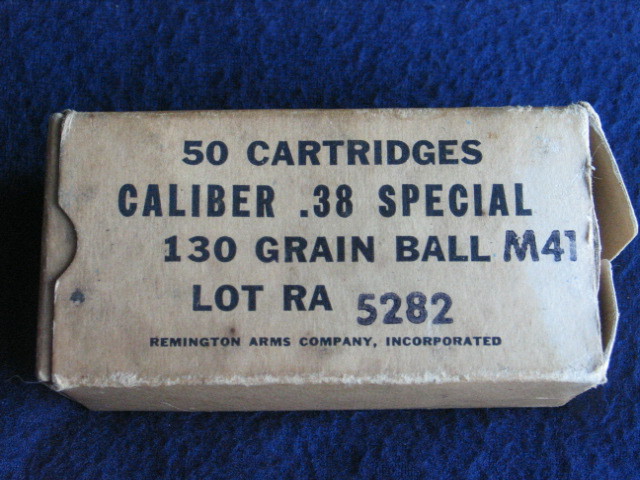 50 CARTRIDGES
CALIBER .38 SPECIAL
130 GRAIN BALL M41
LOT RA 5282
REMINGTON ARMS COMPANY, INCORPORATED